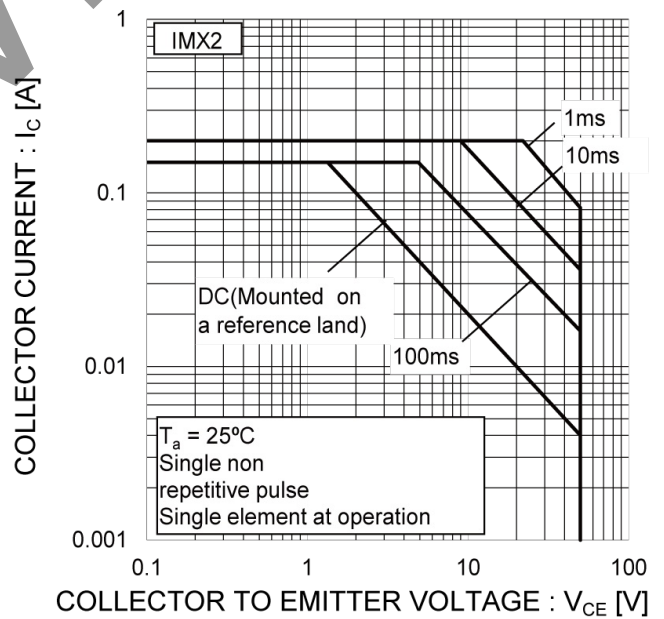 IMX2
COLLECTOR CURRENT : IC [A]
1
0.1
0.01
0.001
1ms
10ms
DC(Mounted on
a reference land)
100ms
Ta = 25ºC
Single non
repetitive pulse
Single element at operation
0.1
1
10
100
COLLECTOR TO EMITTER VOLTAGE : VCE [V]